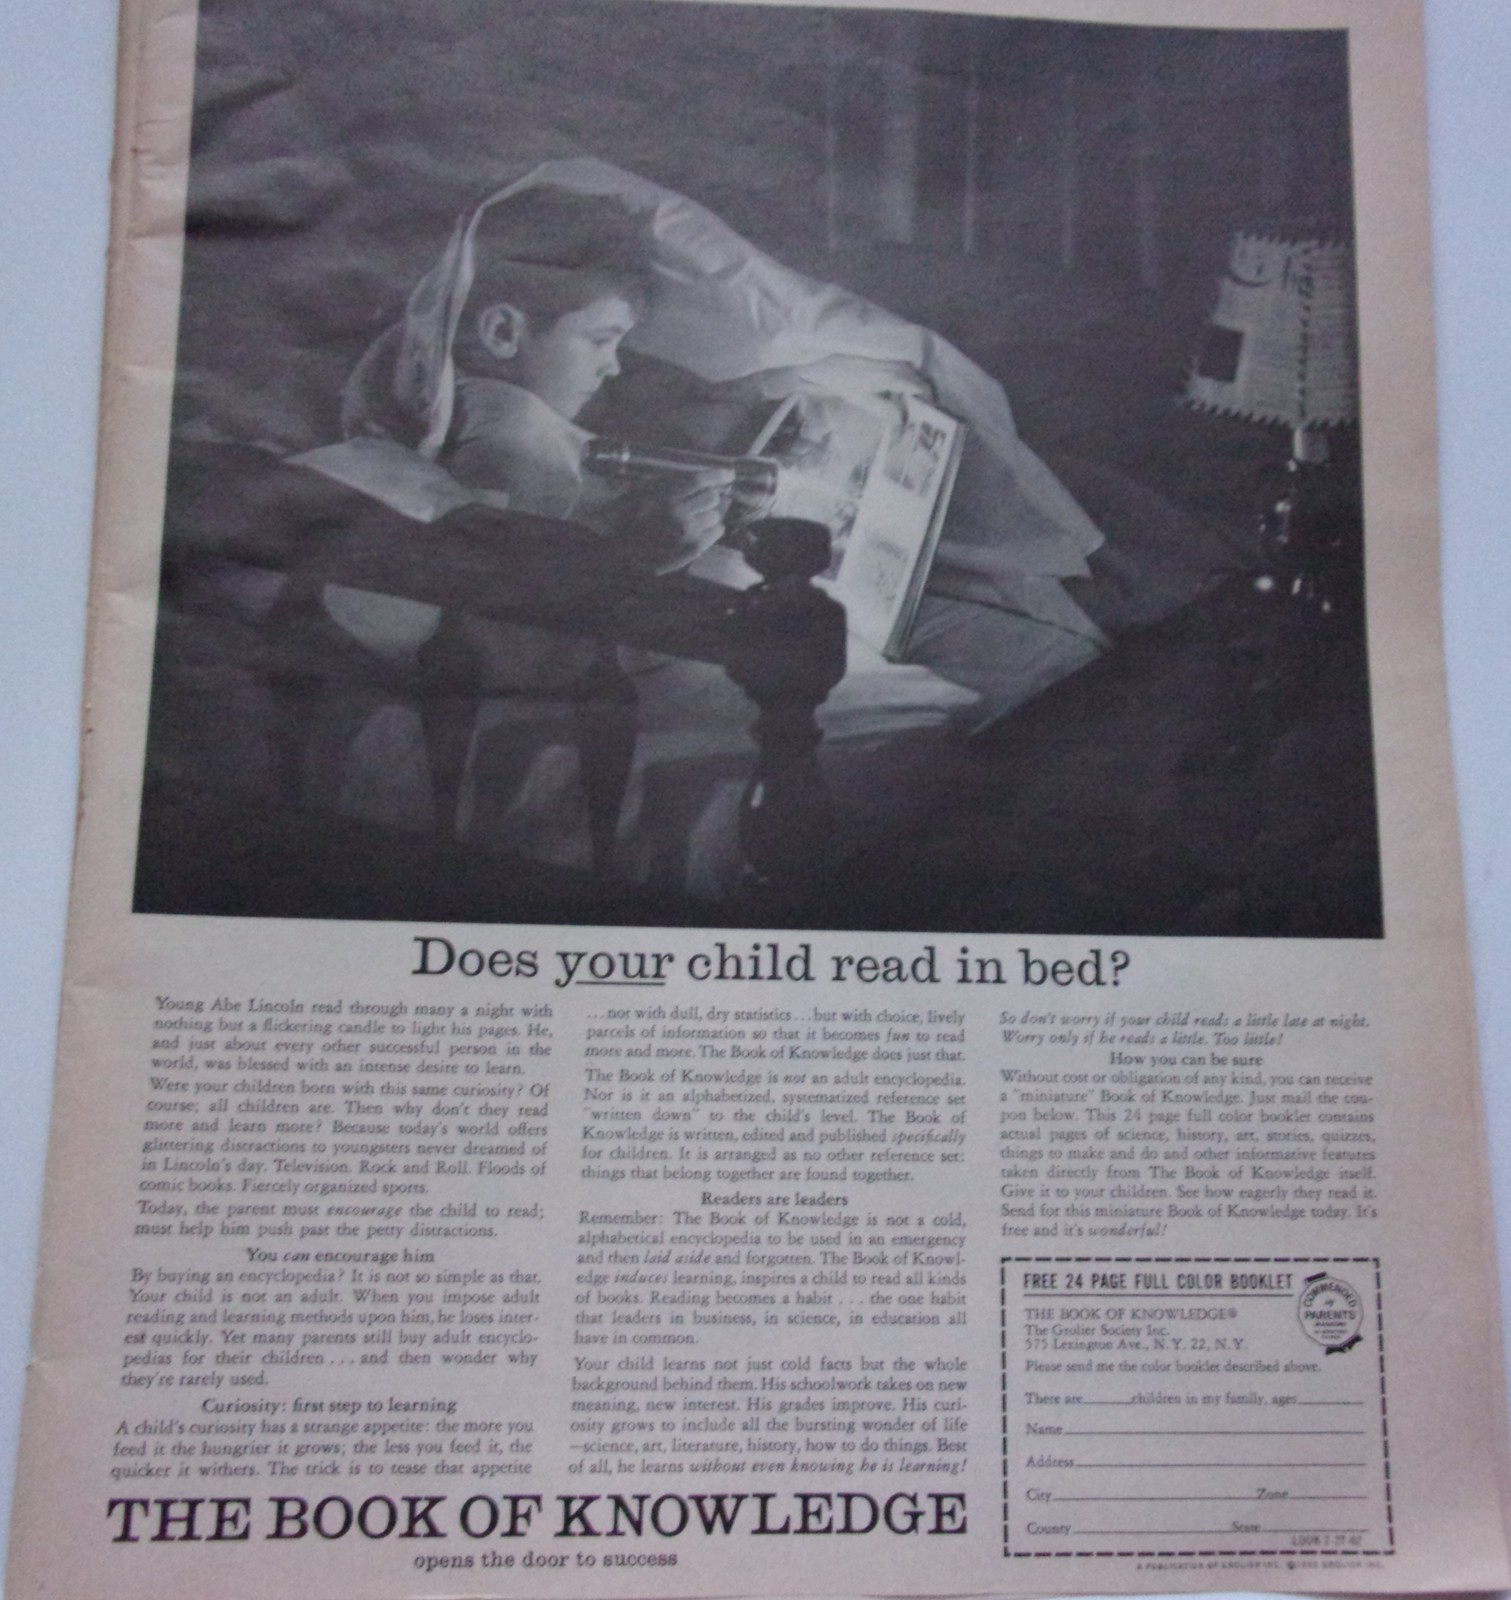 Does your child read in bed?
Young Abe Lincoln read through many a night with
nothing but a flickering candle to light his pages. He,
and just about every other successful person in the
world, was blessed with an intense desire to learn.
Were your children born with this same curiosity? Of
course; all children are. Then why don't they read
more and learn more? Because today's world offers
glittering distractions to youngsters never dreamed of
in Lincoln's day. Television. Rock and Roll. Floods of
comic books. Fiercely organized sports.
Today, the parent must encourage the child to read;
must help him push past the petty distractions.
You can encourage him
By buying an encyclopedia? It is not so simple as that.
Your child is not an adult. When you impose adult
reading and learning methods upon him, he loses inter-
est quickly. Yet many parents still buy adult encyclo-
pedias for their children ... and then wonder why
they're rarely used.
Curiosity: first step to learning
A child's curiosity has a strange appetite: the more you
feed it the hungrier it grows; the less you feed it, the
quicker it withers. The trick is to tease that appetite
...not with dull, dry statistics...but with choice, lively
parcels of information so that it becomes fun to read
more and more. The Book of Knowledge does just that.
The Book of Knowledge is not an adult encyclopedia.
Nor is it an alphabetized, systematized reference set
"written down" to the child's level. The Book of
Knowledge is written, edited and published specifically
for children. It is arranged as no other reference set:
things that belong together are found together.
Readers are leaders
Remember: The Book of Knowledge is not a cold,
alphabetical encyclopedia to be used in an emergency
and then laid aside and forgotten. The Book of Knowl-
edge induces learning, inspires a child to read all kinds
of books. Reading becomes a habit . . . the one habit
that leaders in business, in science, in education all
have in common.
Your child learns not just cold facts but the whole
background behind them. His schoolwork takes on new
meaning, new interest. His grades improve. His curi-
osity grows to include all the bursting wonder of life
—science, art, literature, history, how to do things. Best
of all, he learns without even knowing he is learning!
So don't worry if your child reads a little late at night.
Worry only if he reads a little. Too little!
How you can be sure
Without cost or obligation of any kind, you can receive
a "miniature" Book of Knowledge. Just mail the cou-
pon below. This 24 page full color booklet contains
actual pages of science, history, art, stories, quizzes,
things to make and do and other informative features
taken directly from The Book of Knowledge itself.
Give it to your children. See how eagerly they read it.
Send for this miniature Book of Knowledge today. It's
free and it's wonderful!
THE BOOK OF KNOWLEDGE
opens the door to success
FREE 24 PAGE FULL COLOR BOOKLET
COMMENDED
by
PARENTS
MAGAZINE
THE BOOK OF KNOWLEDGE®
The Grolier Society Inc.
575 Lexington Ave., N. Y. 22, N. Y.
Please send me the color booklet described above.
There are children in my family, ages
Name
Address
City Zone
County State
LOOK 2-27-62
A PUBLICATION OF GROLIER INC. © 1962 GROLIER INC.